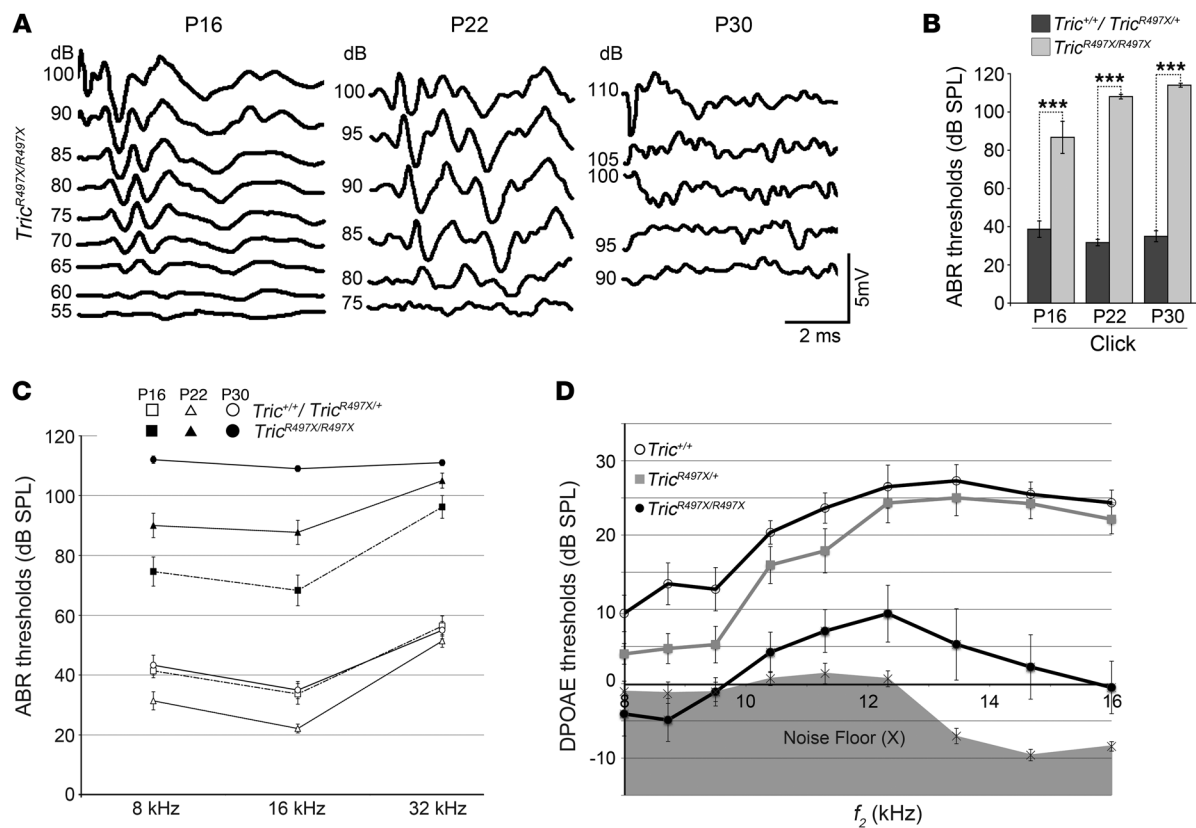 A
P16
P22
P30
dB
100
90
85
80
75
70
65
60
55
dB
100
95
90
85
80
75
dB
110
105
100
95
90
Tric^R497X/R497X
5mV
2 ms
B
Tric^+/+/ Tric^R497X/+
Tric^R497X/R497X
ABR thresholds (dB SPL)
120
100
80
60
40
20
0
***
***
***
P16 P22 P30
Click
C
P16 P22 P30
Tric^+/+/ Tric^R497X/+
Tric^R497X/R497X
ABR thresholds (dB SPL)
120
100
80
60
40
20
0
8 kHz 16 kHz 32 kHz
D
Tric^+/+
Tric^R497X/+
Tric^R497X/R497X
DPOAE thresholds (dB SPL)
30
20
10
0
-10
8 10 12 14 16
Noise Floor (X)
f2 (kHz)